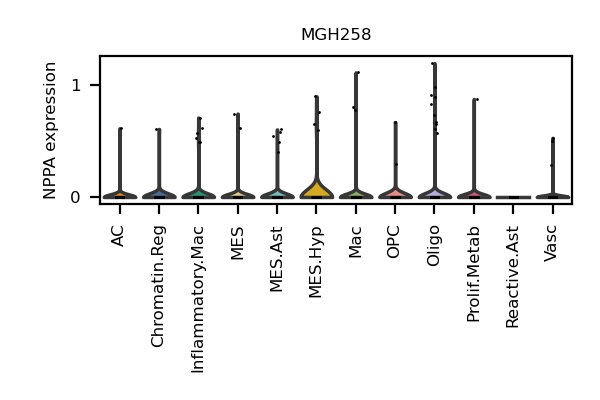 MGH258
NPPA expression
1
0
AC
Chromatin.Reg
Inflammatory.Mac
MES
MES.Ast
MES.Hyp
Mac
OPC
Oligo
Prolif.Metab
Reactive.Ast
Vasc